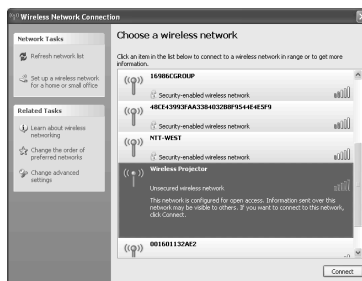 Wireless Network Connection
Network Tasks
Refresh network list
Set up a wireless network
for a home or small office
Related Tasks
Learn about wireless
networking
Change the order of
preferred networks
Change advanced
settings
Choose a wireless network
Click an item in the list below to connect to a wireless network in range or to get more
information.
16986CGROUP
Security-enabled wireless network
48CE43993FAA3384032B8F9544E4E5F9
Security-enabled wireless network
NTT-WEST
Security-enabled wireless network
Wireless Projector
Unsecured wireless network
This network is configured for open access. Information sent over this
network may be visible to others. If you want to connect to this network,
click Connect.
001601132AE2
Connect